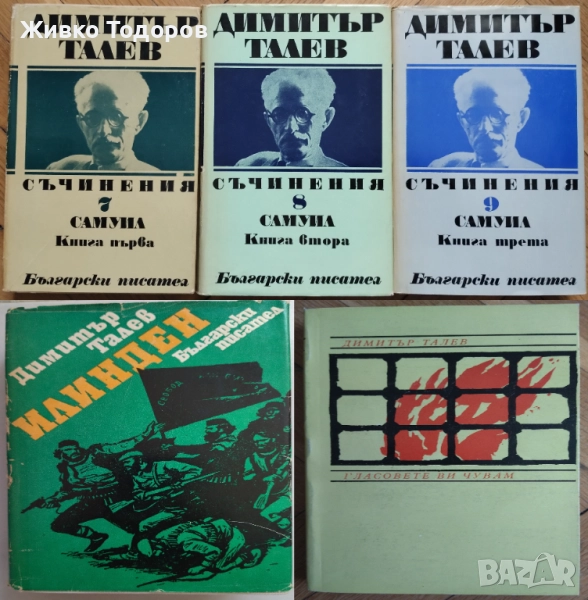 Живко Тодоров
ДИМИТЪР
ТАЛЕВ
СЪЧИНЕНИЯ
7
САМУИЛ
Книга първа
Български писател
ДИМИТЪР
ТАЛЕВ
СЪЧИНЕНИЯ
8
САМУИЛ
Книга втора
Български писател
ДИМИТЪР
ТАЛЕВ
СЪЧИНЕНИЯ
9
САМУИЛ
Книга трета
Български писател
Димитър
Талев
ИЛИНДЕН
Български
писател
СВОБОДА
ДИМИТЪР ТАЛЕВ
ГЛАСОВЕТЕ ВИ ЧУВАМ
BAZAR